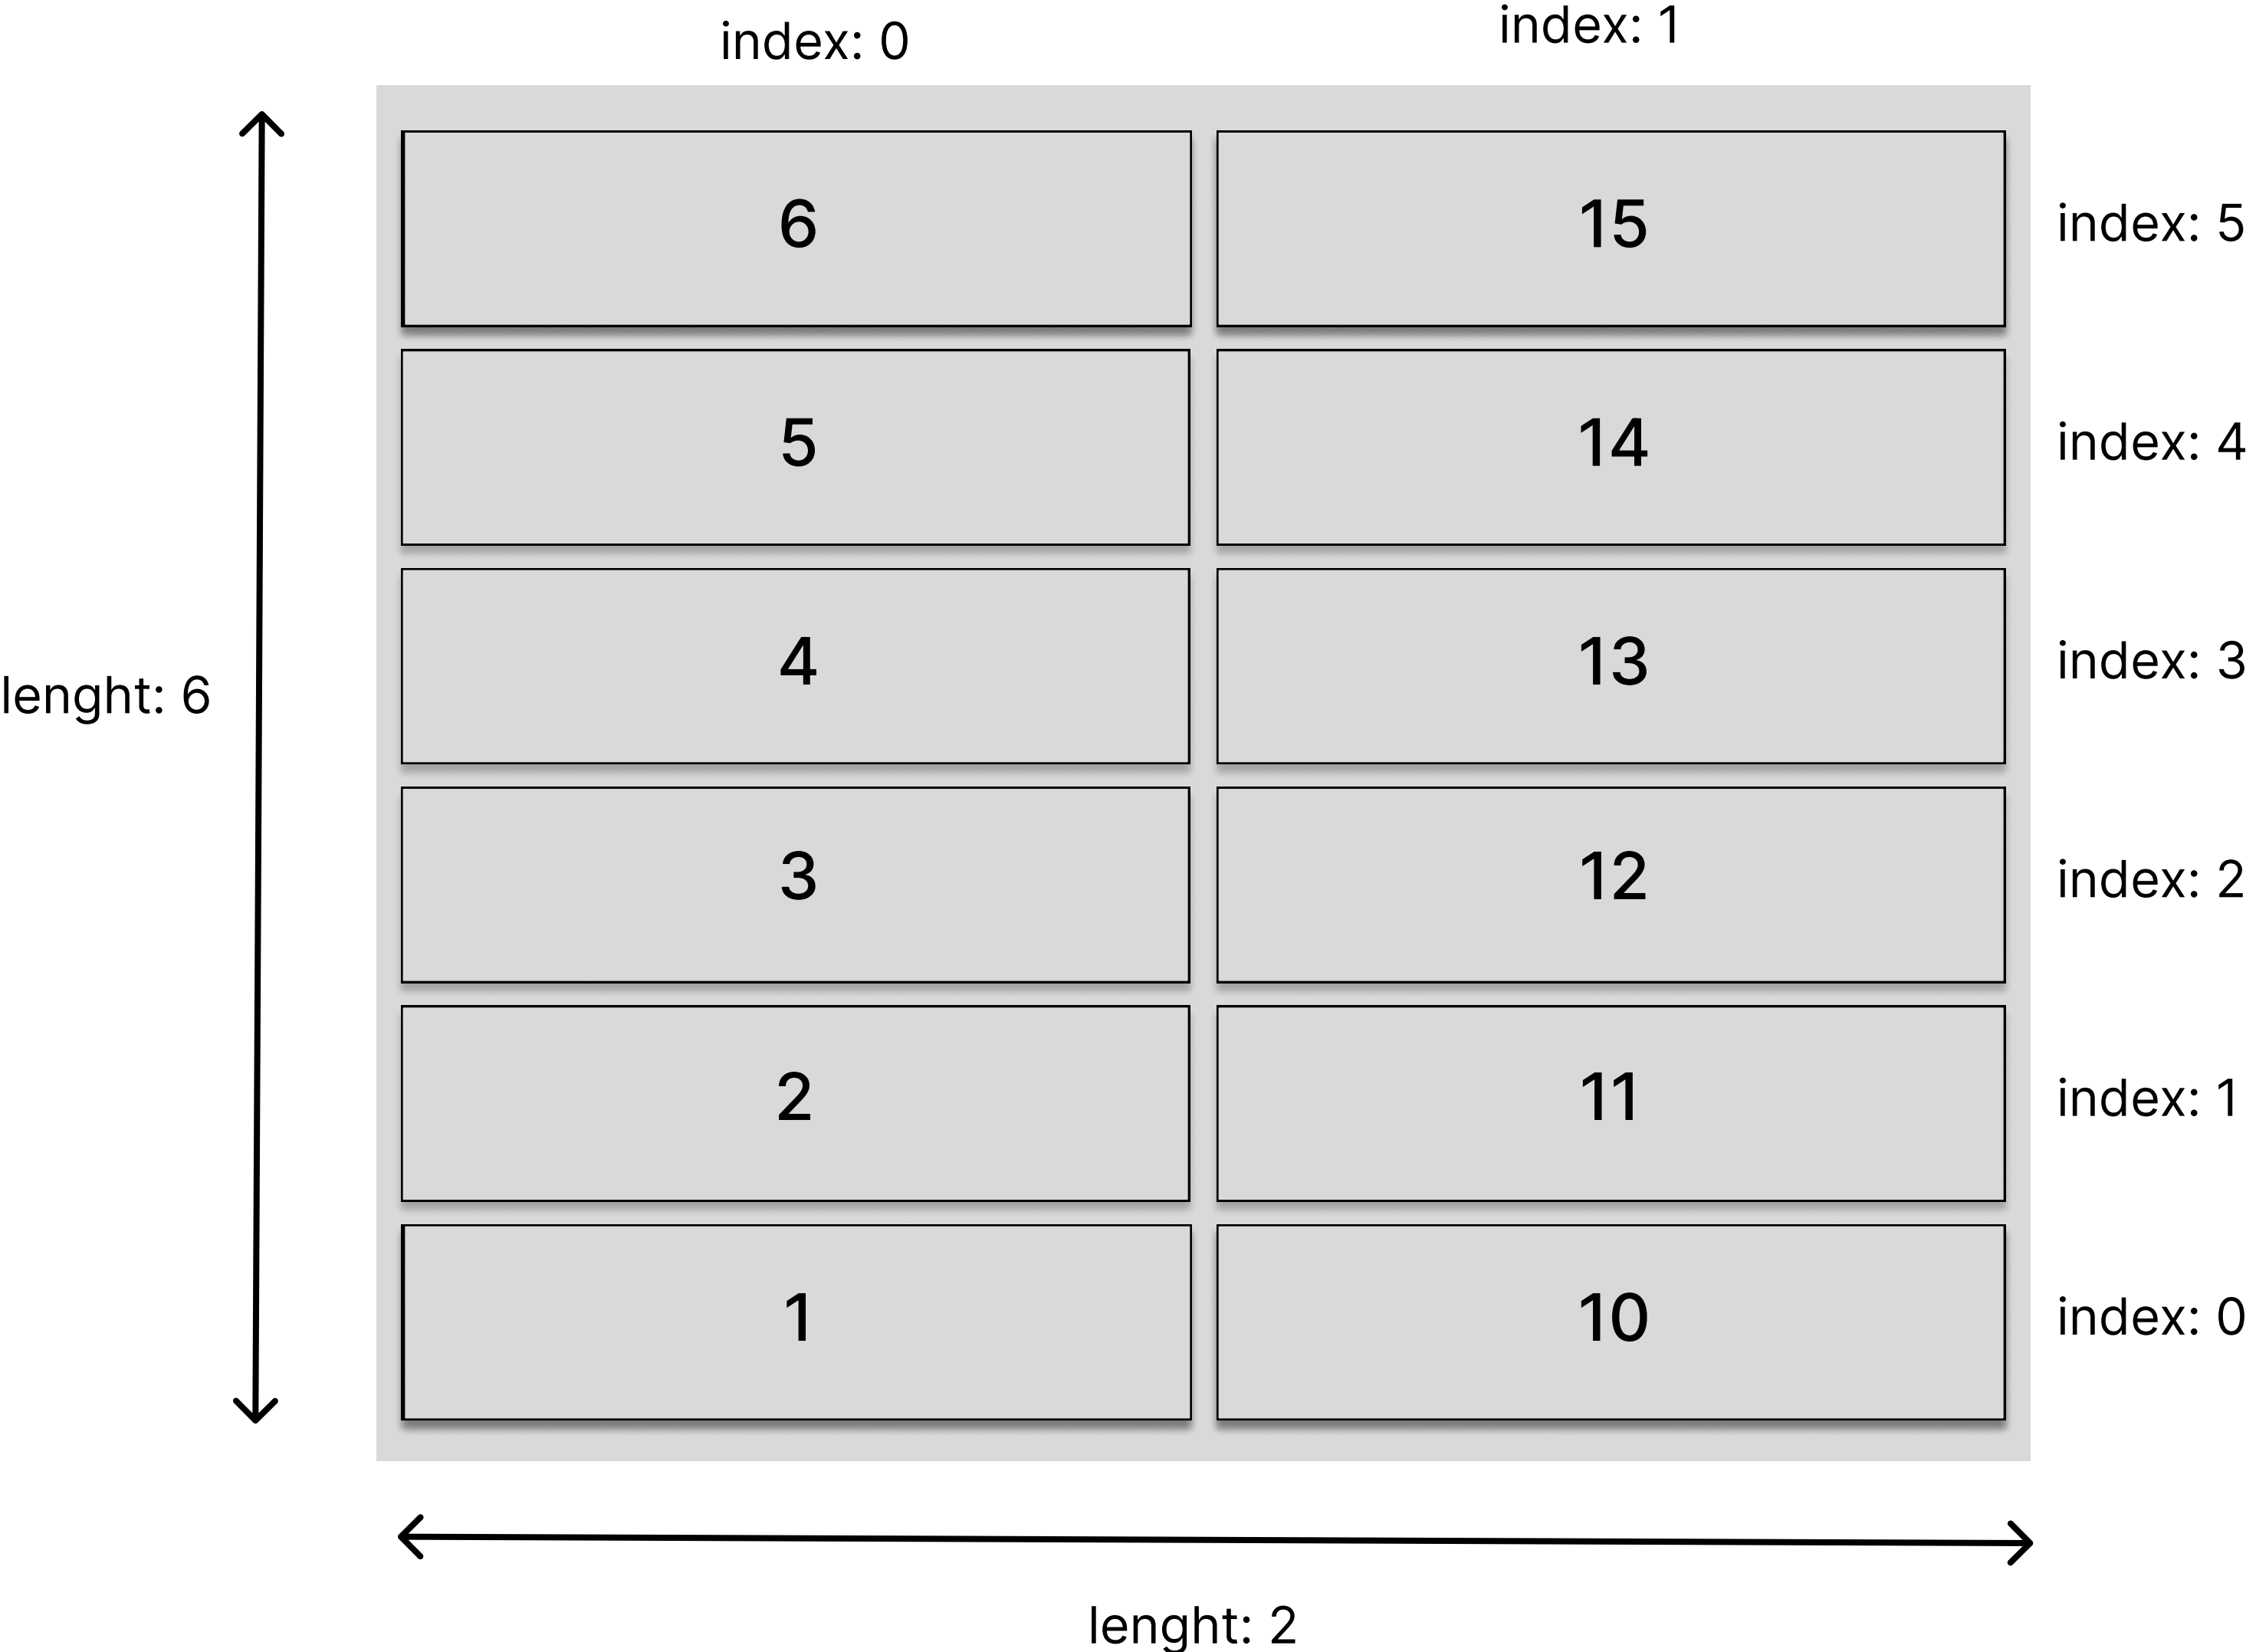 index: 0
index: 1
6
15
index: 5
5
14
index: 4
4
13
index: 3
lenght: 6
3
12
index: 2
2
11
index: 1
1
10
index: 0
lenght: 2